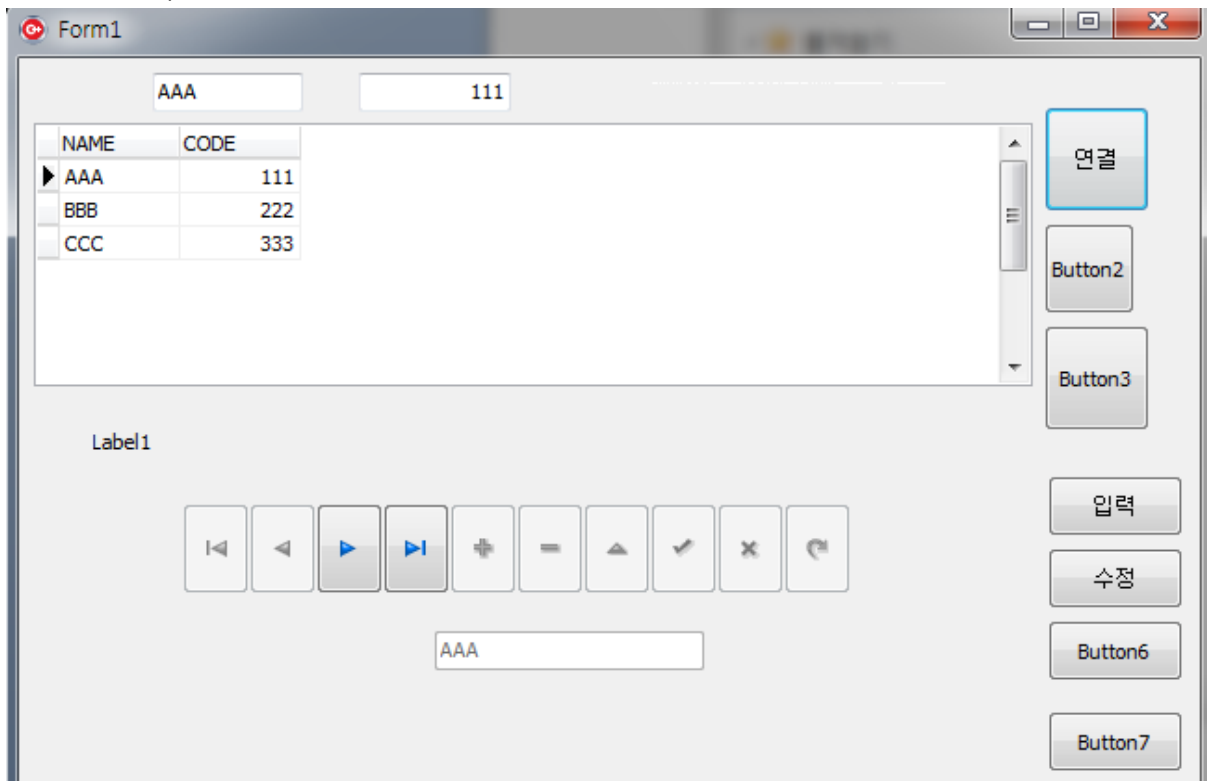 Form1
AAA 111
NAME CODE
AAA 111
BBB 222
CCC 333
연결
Button2
Button3
Label1
입력
수정
AAA
Button6
Button7